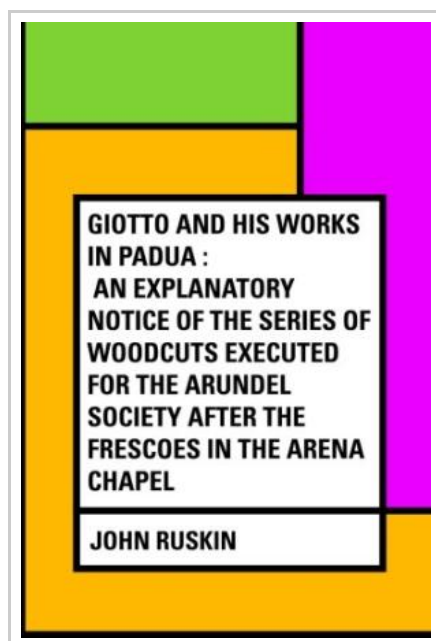 GIOTTO AND HIS WORKS
IN PADUA :
AN EXPLANATORY
NOTICE OF THE SERIES OF
WOODCUTS EXECUTED
FOR THE ARUNDEL
SOCIETY AFTER THE
FRESCOES IN THE ARENA
CHAPEL
JOHN RUSKIN